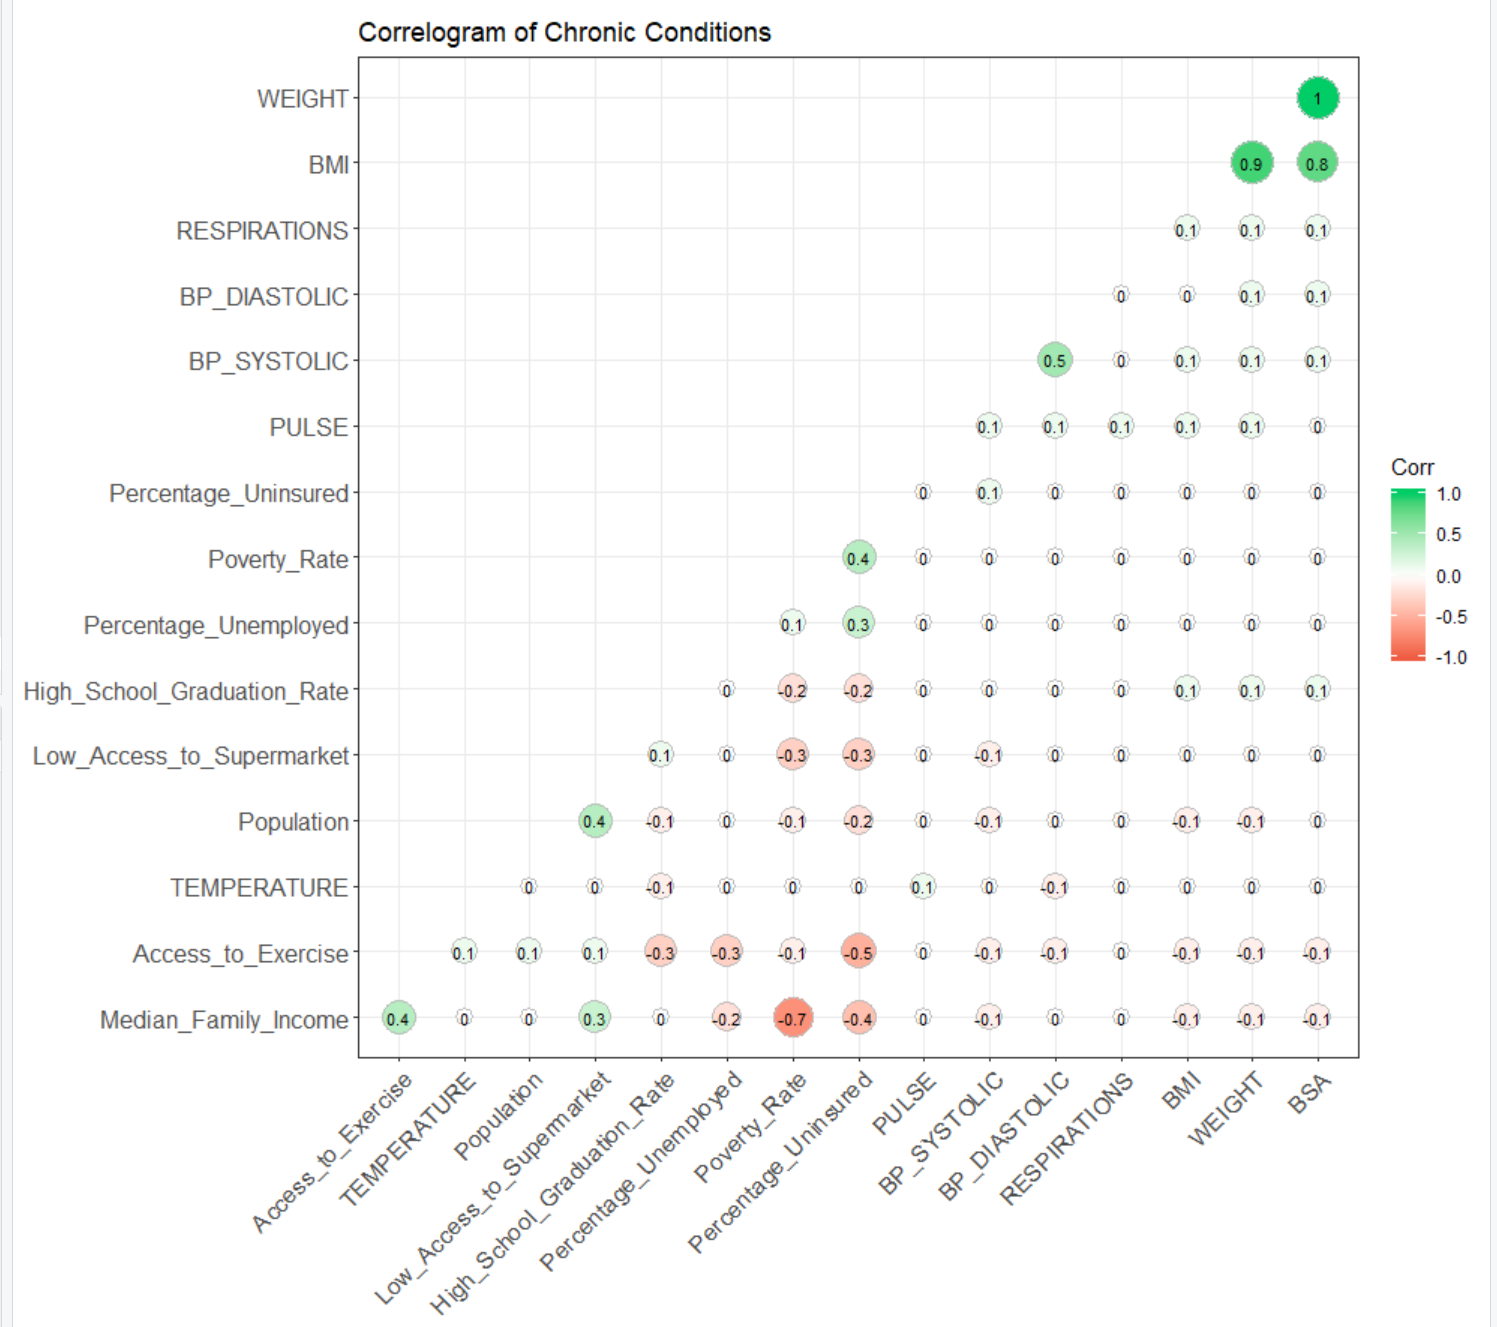 Correlogram of Chronic Conditions
WEIGHT 1
BMI 0.9 0.8
RESPIRATIONS 0.1 0.1 0.1
BP_DIASTOLIC 0 0 0.1 0.1
BP_SYSTOLIC 0.5 0 0.1 0.1 0.1
PULSE 0.1 0.1 0.1 0.1 0.1 0
Percentage_Uninsured 0 0.1 0 0 0 0 0
Poverty_Rate 0.4 0 0 0 0 0 0 0
Percentage_Unemployed 0.1 0.3 0 0 0 0 0 0 0
High_School_Graduation_Rate 0 -0.2 -0.2 0 0 0 0 0.1 0.1 0.1
Low_Access_to_Supermarket 0.1 0 -0.3 -0.3 0 -0.1 0 0 0 0 0
Population 0.4 -0.1 0 -0.1 -0.2 0 -0.1 0 0 -0.1 -0.1 0
TEMPERATURE 0 0 -0.1 0 0 0 0.1 0 -0.1 0 0 0 0
Access_to_Exercise 0.1 0.1 0.1 -0.3 -0.3 -0.1 -0.5 0 -0.1 -0.1 0 -0.1 -0.1 -0.1
Median_Family_Income 0.4 0 0 0.3 0 -0.2 -0.7 -0.4 0 -0.1 0 0 -0.1 -0.1 -0.1
Access_to_Exercise
TEMPERATURE
Population
Low_Access_to_Supermarket
High_School_Graduation_Rate
Percentage_Unemployed
Poverty_Rate
Percentage_Uninsured
PULSE
BP_SYSTOLIC
BP_DIASTOLIC
RESPIRATIONS
BMI
WEIGHT
BSA
Corr
1.0
0.5
0.0
-0.5
-1.0